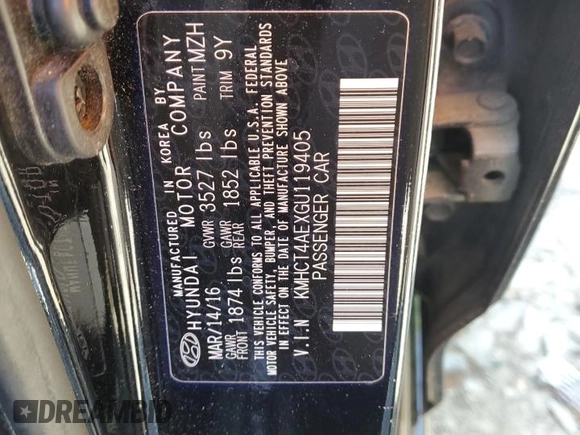 MANUFACTURED IN KOREA BY
HYUNDAI MOTOR COMPANY
MAR/14/16 GVWR 3527 lbs PAINT MZH
GAWR FRONT 1874 lbs GAWR REAR 1852 lbs TRIM 9Y
THIS VEHICLE CONFORMS TO ALL APPLICABLE U.S.A. FEDERAL
MOTOR VEHICLE SAFETY, BUMPER, AND THEFT PREVENTION STANDARDS
IN EFFECT ON THE DATE OF MANUFACTURE SHOWN ABOVE
V.I.N KMHCT4AEXGU119405
PASSENGER CAR
DREAMBID